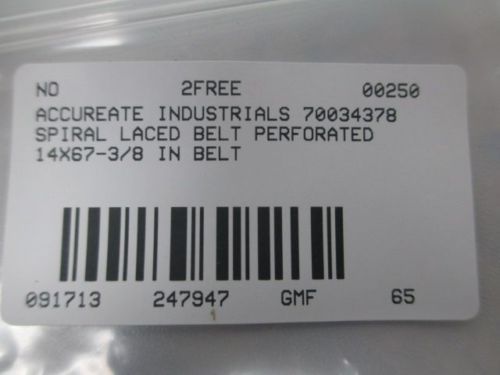 NO 2FREE 00250
ACCUREATE INDUSTRIALS 70034378
SPIRAL LACED BELT PERFORATED
14X67-3/8 IN BELT
091713 247947 GMF 65